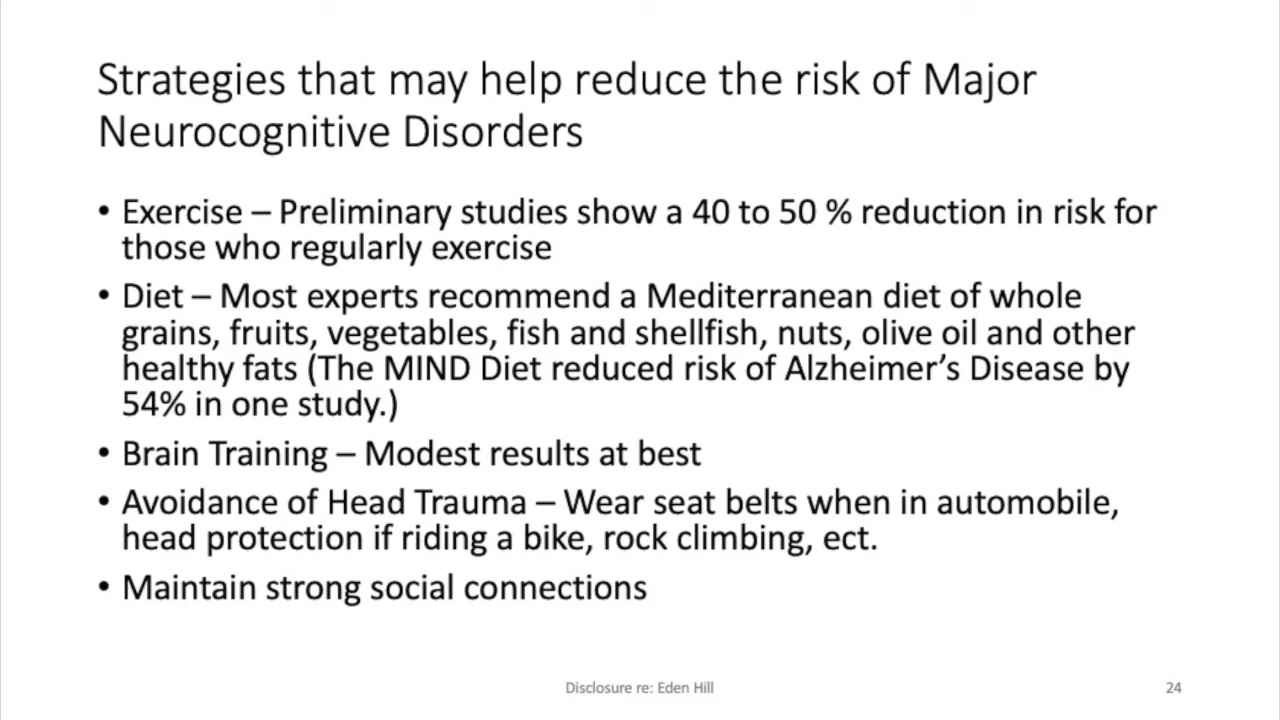 Strategies that may help reduce the risk of Major
Neurocognitive Disorders
• Exercise – Preliminary studies show a 40 to 50 % reduction in risk for
those who regularly exercise
• Diet – Most experts recommend a Mediterranean diet of whole
grains, fruits, vegetables, fish and shellfish, nuts, olive oil and other
healthy fats (The MIND Diet reduced risk of Alzheimer’s Disease by
54% in one study.)
• Brain Training – Modest results at best
• Avoidance of Head Trauma – Wear seat belts when in automobile,
head protection if riding a bike, rock climbing, ect.
• Maintain strong social connections
Disclosure re: Eden Hill
24